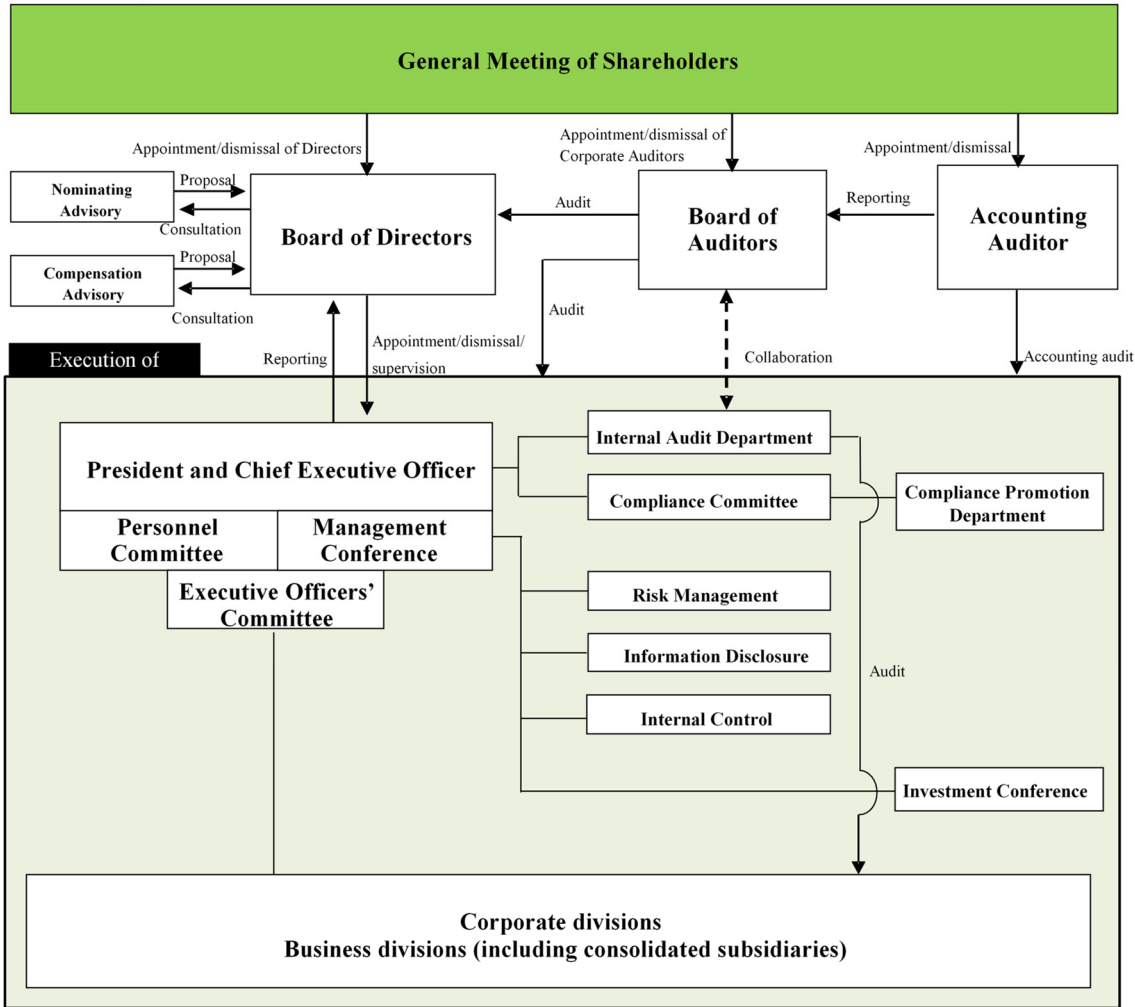 General Meeting of Shareholders
Appointment/dismissal of Directors
Appointment/dismissal of
Corporate Auditors
Appointment/dismissal
Nominating
Advisory
Proposal
Consultation
Compensation
Advisory
Proposal
Consultation
Board of Directors
Audit
Board of
Auditors
Reporting
Accounting
Auditor
Audit
Execution of
Reporting
Appointment/dismissal/
supervision
Collaboration
Accounting audit
President and Chief Executive Officer
Personnel
Committee
Management
Conference
Executive Officers’
Committee
Internal Audit Department
Compliance Committee
Compliance Promotion
Department
Risk Management
Information Disclosure
Internal Control
Audit
Investment Conference
Corporate divisions
Business divisions (including consolidated subsidiaries)